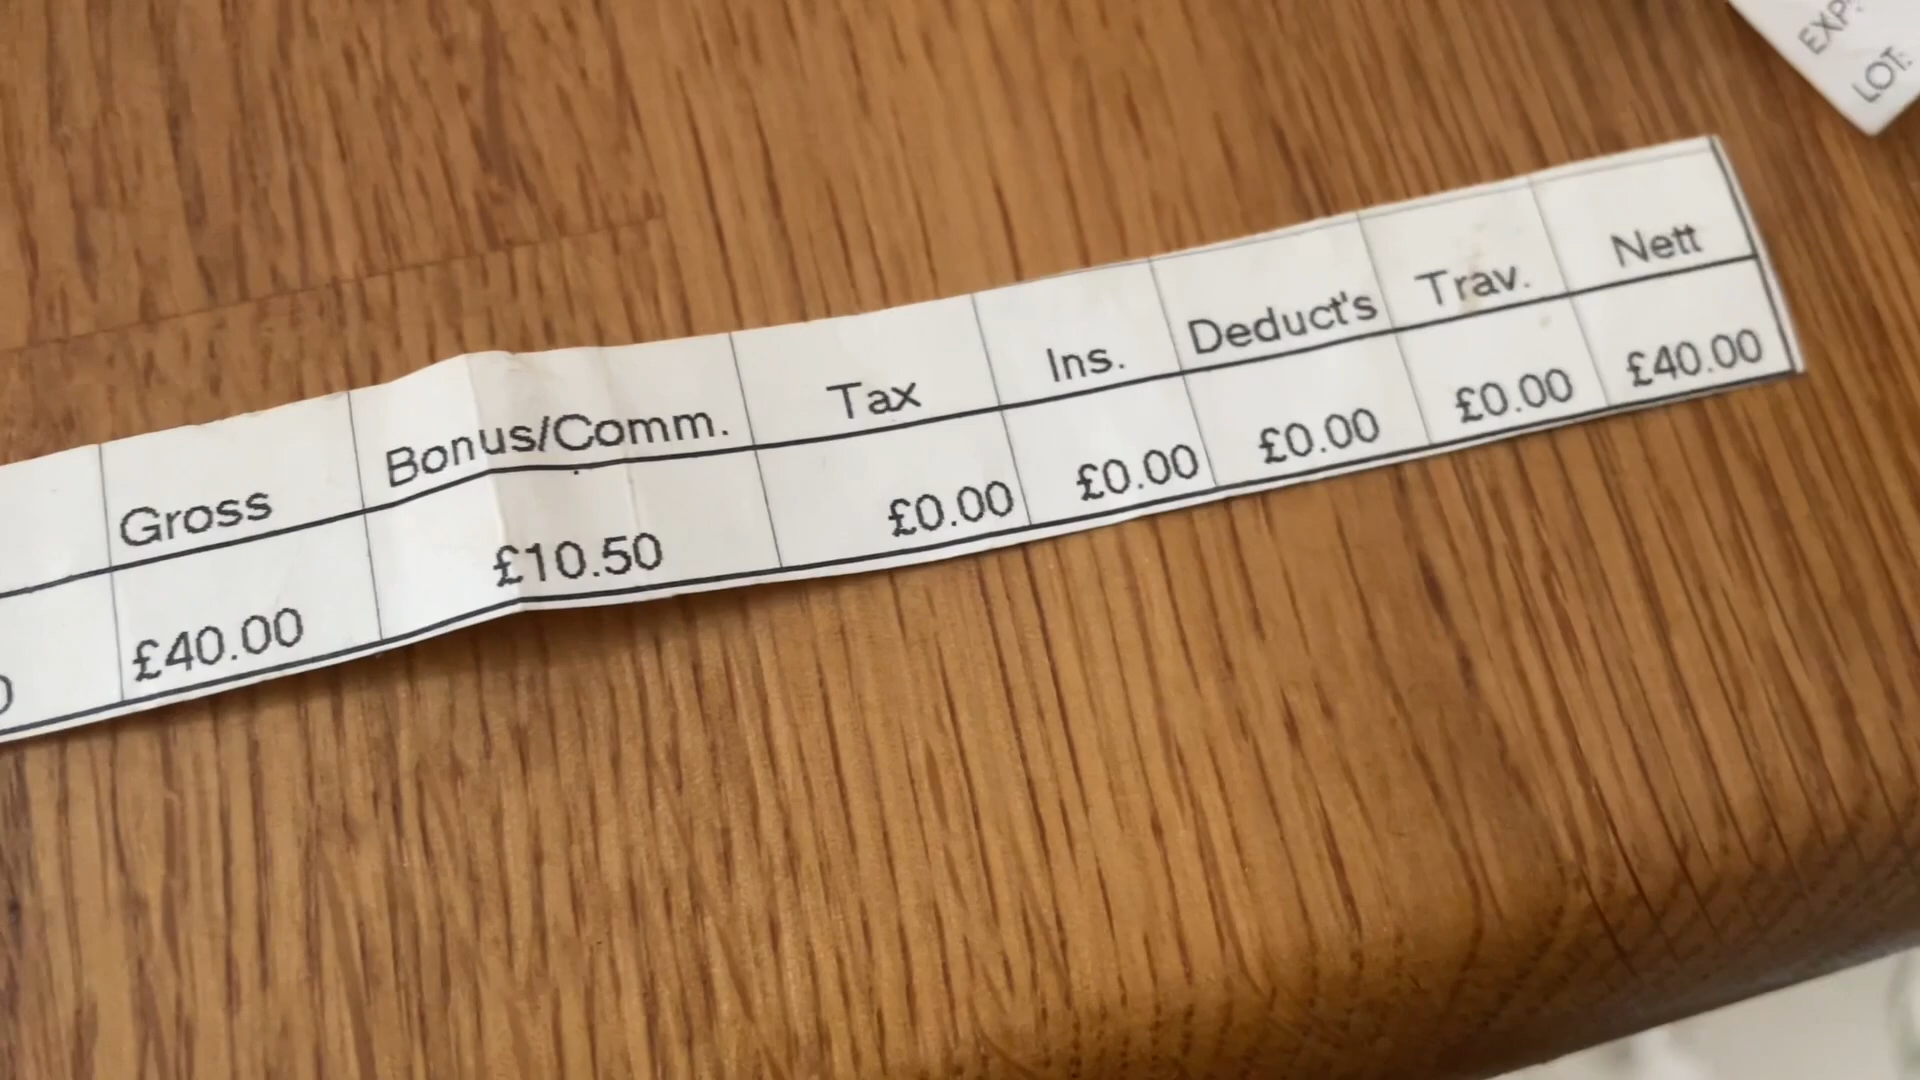 EXP:
LOT:
Gross Bonus/Comm. Tax Ins. Deduct's Trav. Nett
£40.00 £10.50 £0.00 £0.00 £0.00 £0.00 £40.00